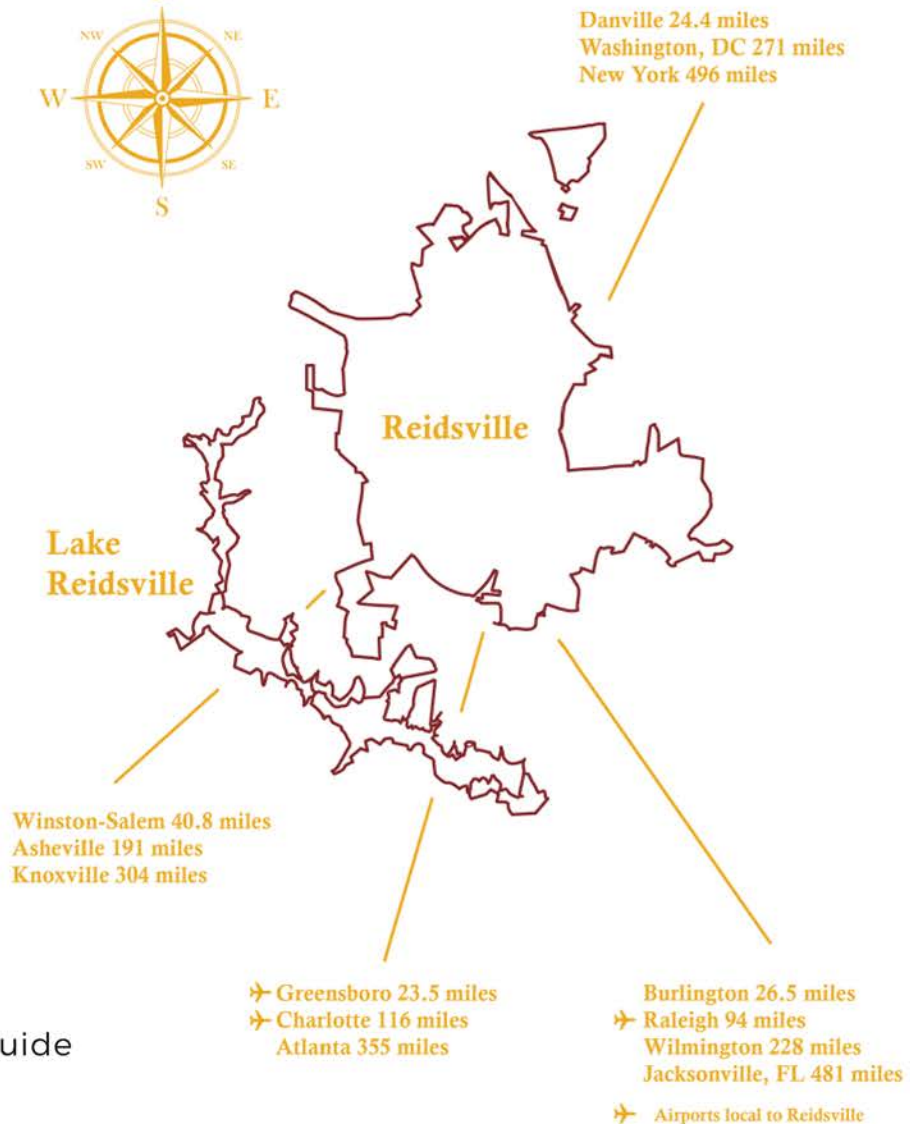 NW
NE
W
E
SW
SE
S
Danville 24.4 miles
Washington, DC 271 miles
New York 496 miles
Reidsville
Lake
Reidsville
Winston-Salem 40.8 miles
Asheville 191 miles
Knoxville 304 miles
Greensboro 23.5 miles
Charlotte 116 miles
Atlanta 355 miles
Burlington 26.5 miles
Raleigh 94 miles
Wilmington 228 miles
Jacksonville, FL 481 miles
Airports local to Reidsville
uide